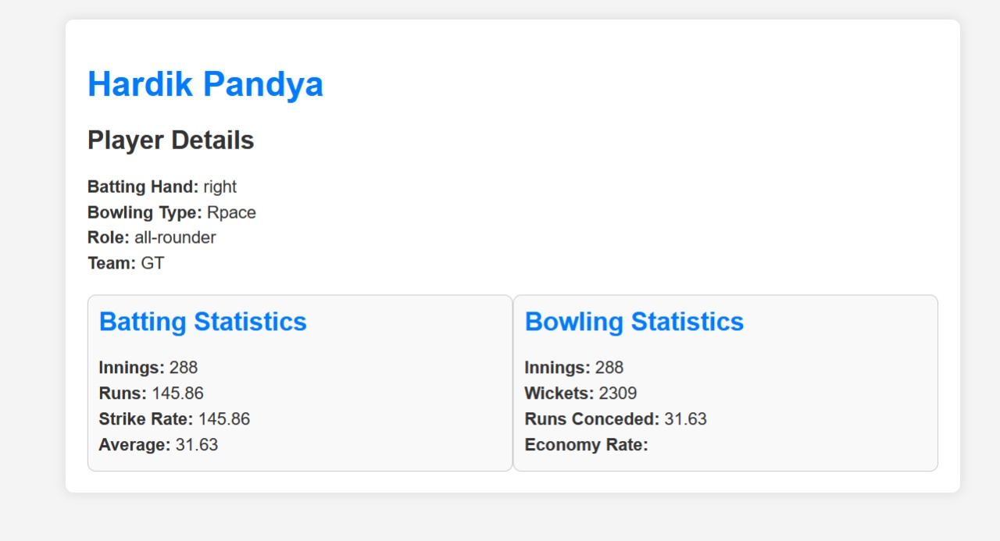 Hardik Pandya
Player Details
Batting Hand: right
Bowling Type: Rpace
Role: all-rounder
Team: GT
Batting Statistics
Innings: 288
Runs: 145.86
Strike Rate: 145.86
Average: 31.63
Bowling Statistics
Innings: 288
Wickets: 2309
Runs Conceded: 31.63
Economy Rate: